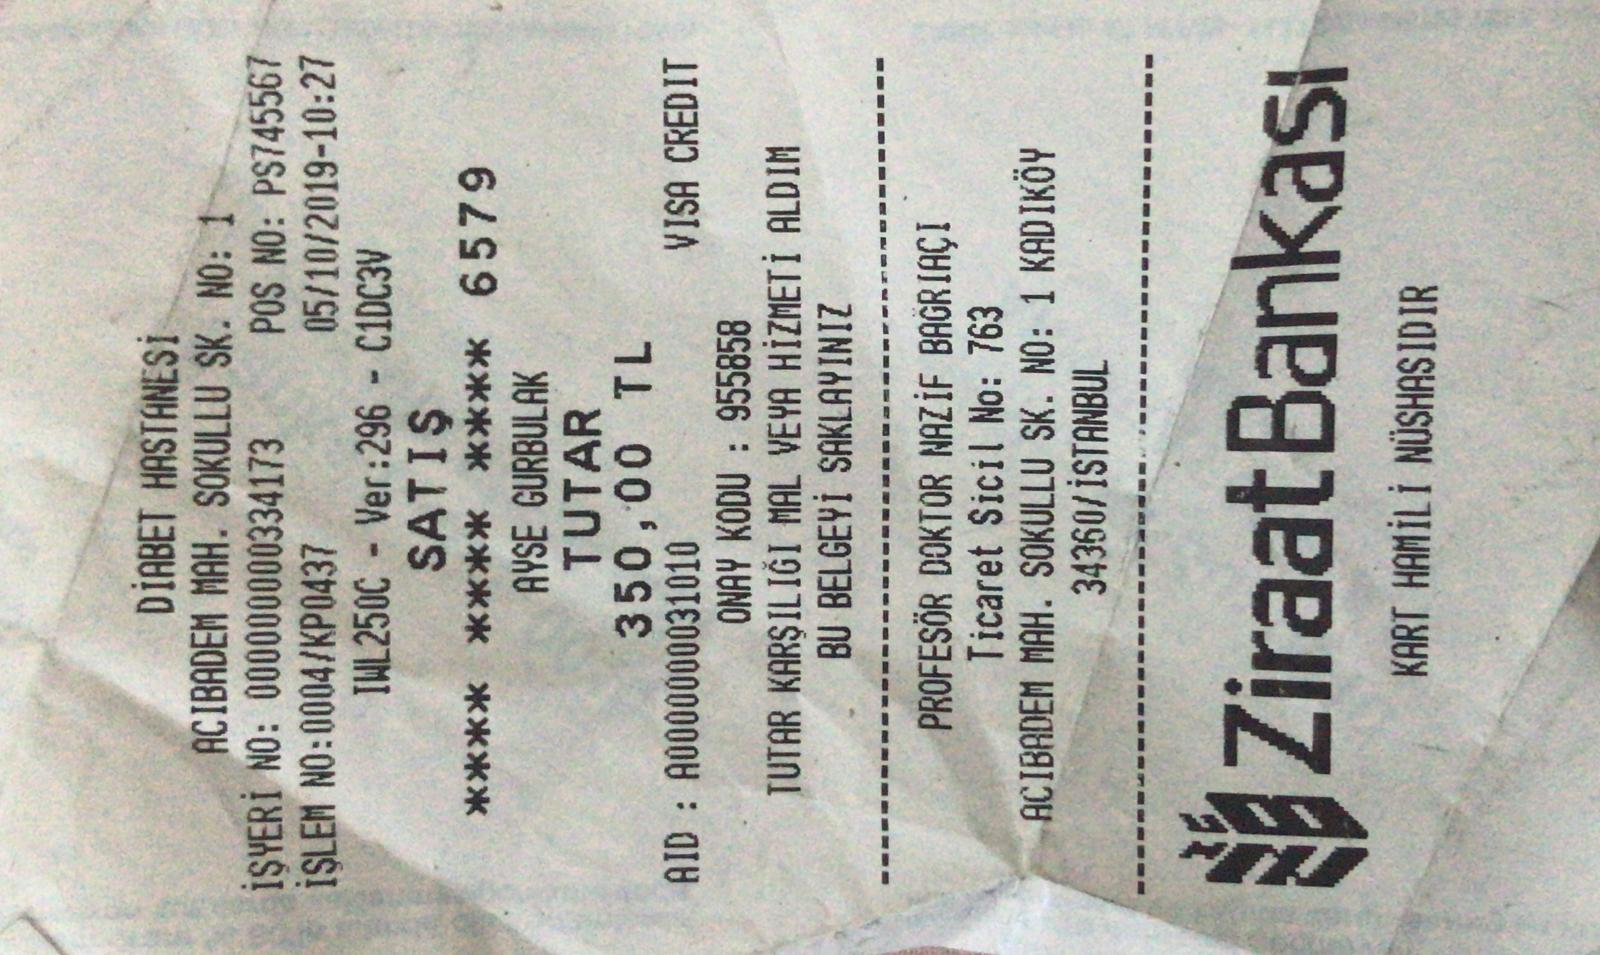 DİABET HASTANESİ
ACIBADEM MAH. SOKULLU SK. NO: 1
İŞYERİ NO: 000000000334173 POS NO: PS745567
İŞLEM NO:0004/KP0437 05/10/2019-10:27
IWL250C - Ver:296 - C1DC3V
SATIŞ
**** **** **** 6579
AYSE GURBULAK
TUTAR
350,00 TL
AID : A0000000031010 VISA CREDIT
ONAY KODU : 955858
TUTAR KARŞILIĞI MAL VEYA HİZMETİ ALDIM
BU BELGEYİ SAKLAYINIZ
PROFESÖR DOKTOR NAZİF BAĞRIAÇI
Ticaret Sicil No: 763
ACIBADEM MAH. SOKULLU SK. NO: 1 KADIKÖY
34360/İSTANBUL
Ziraat Bankası
KART HAMİLİ NÜSHASIDIR